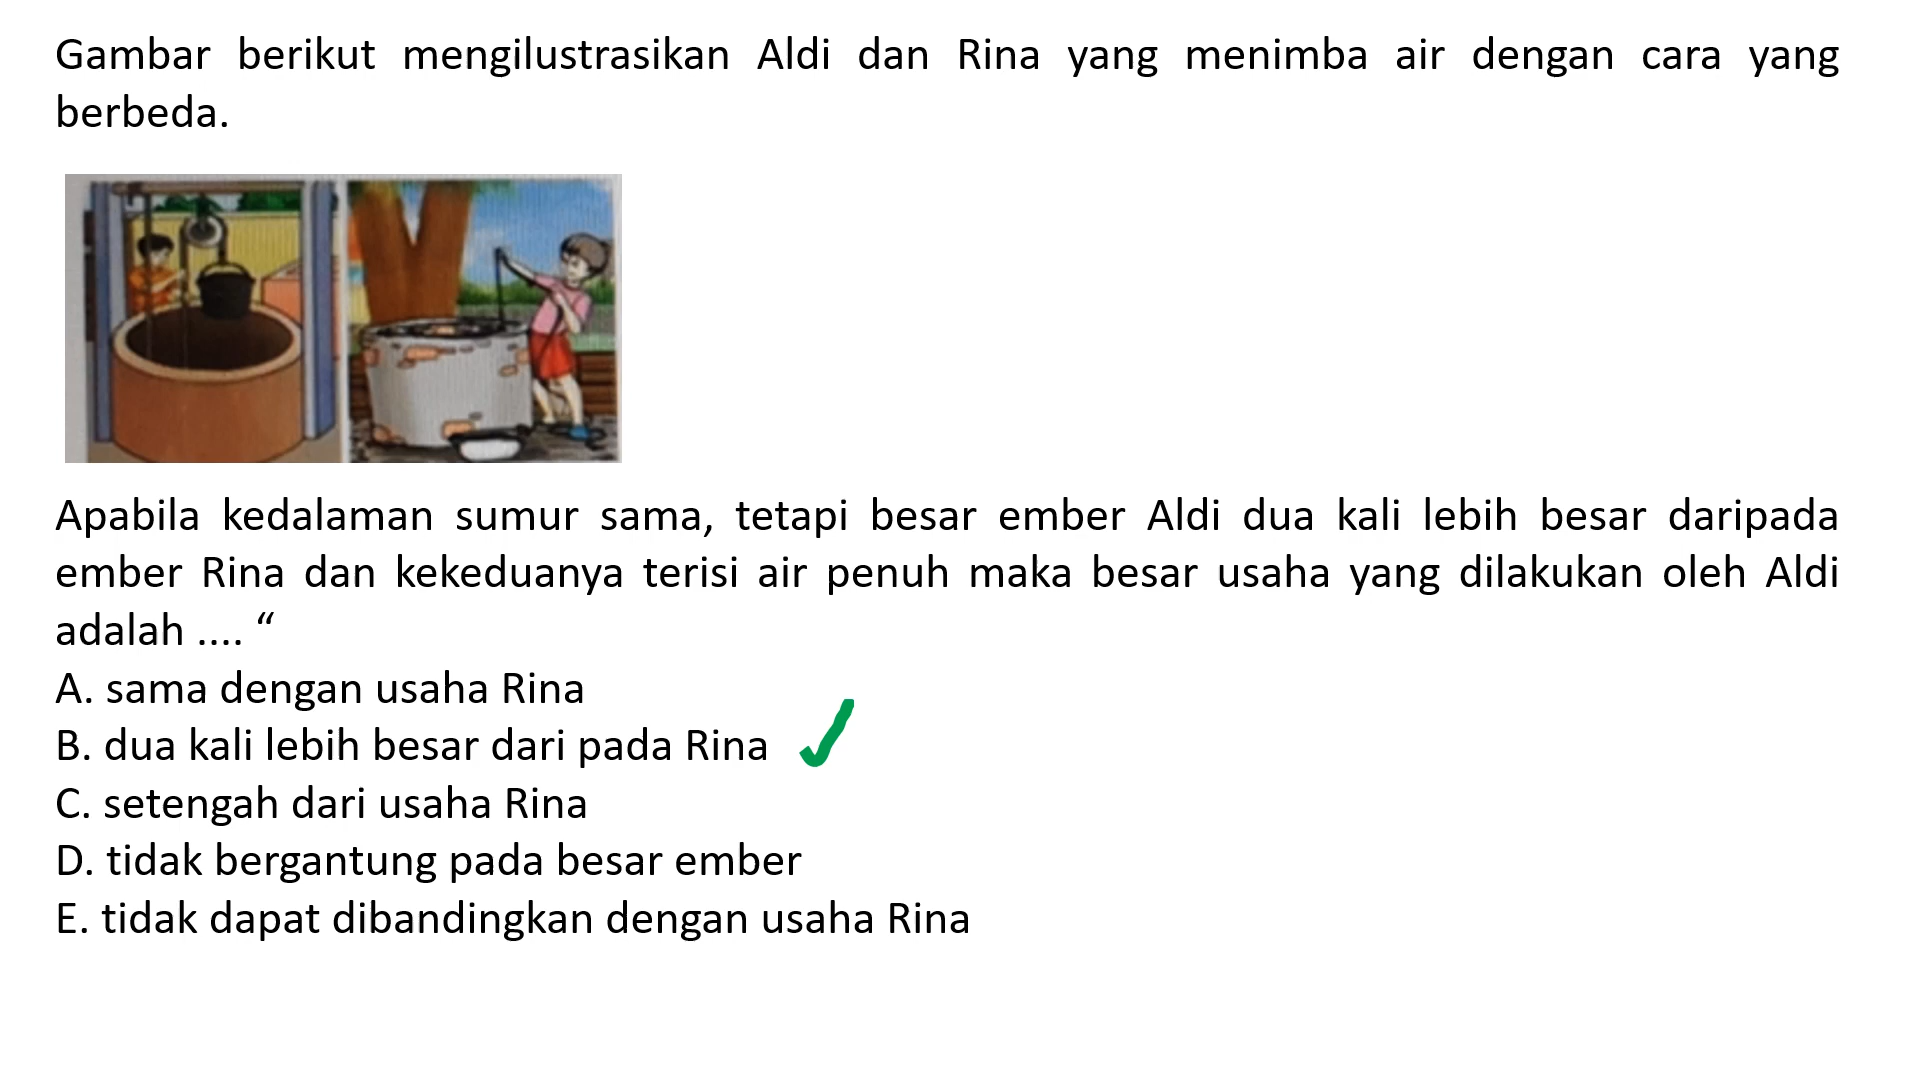 Gambar berikut mengilustrasikan Aldi dan Rina yang menimba air dengan cara yang
berbeda.
Apabila kedalaman sumur sama, tetapi besar ember Aldi dua kali lebih besar daripada
ember Rina dan kekeduanya terisi air penuh maka besar usaha yang dilakukan oleh Aldi
adalah .... “
A. sama dengan usaha Rina
B. dua kali lebih besar dari pada Rina
C. setengah dari usaha Rina
D. tidak bergantung pada besar ember
E. tidak dapat dibandingkan dengan usaha Rina